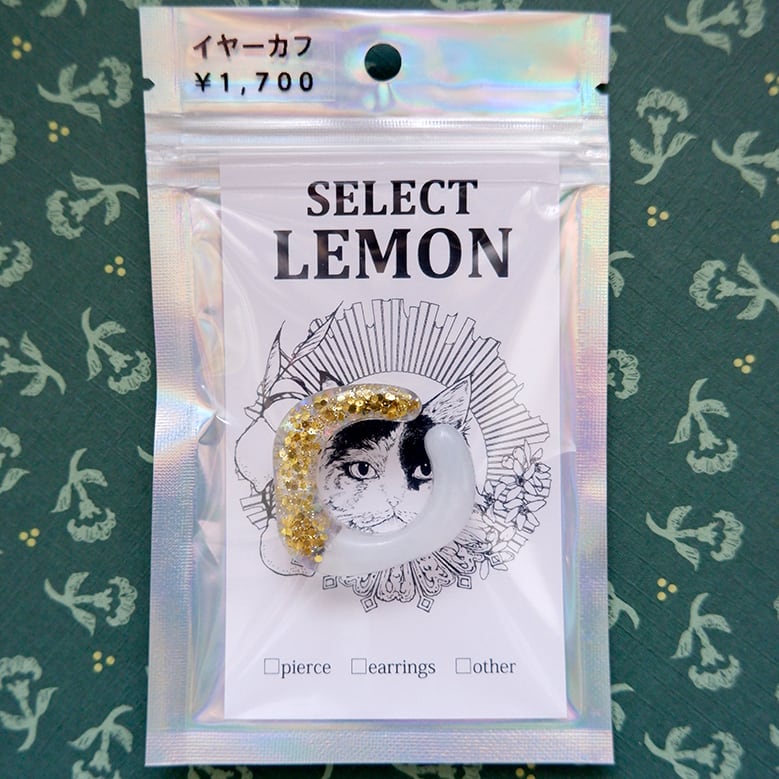 イヤーカフ
￥1,700
SELECT
LEMON
□pierce □earrings □other